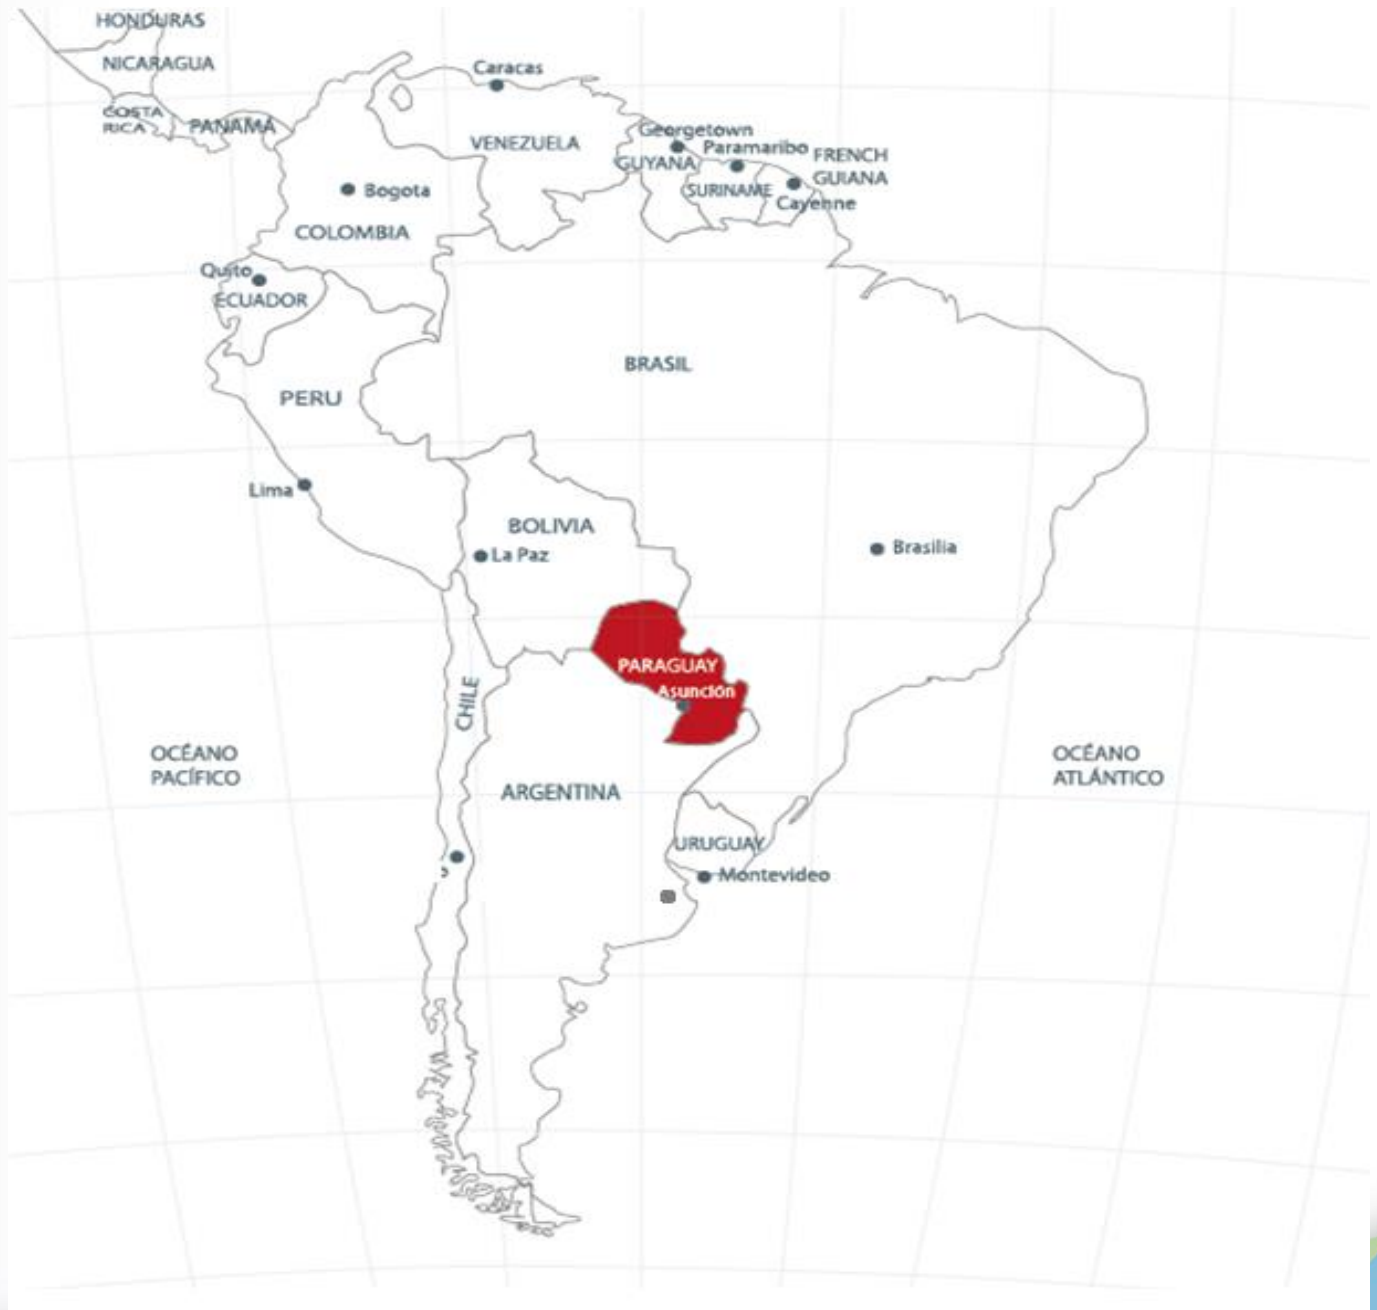 HONDURAS
NICARAGUA
COSTA
RICA
PANAMÁ
Caracas
VENEZUELA
Georgetown
GUYANA
Paramaribo
SURINAME
FRENCH
GUIANA
Cayenne
Bogota
COLOMBIA
Quito
ECUADOR
BRASIL
PERU
Lima
BOLIVIA
La Paz
Brasilia
PARAGUAY
Asunción
CHILE
OCÉANO
PACÍFICO
OCÉANO
ATLÁNTICO
ARGENTINA
URUGUAY
Montevideo